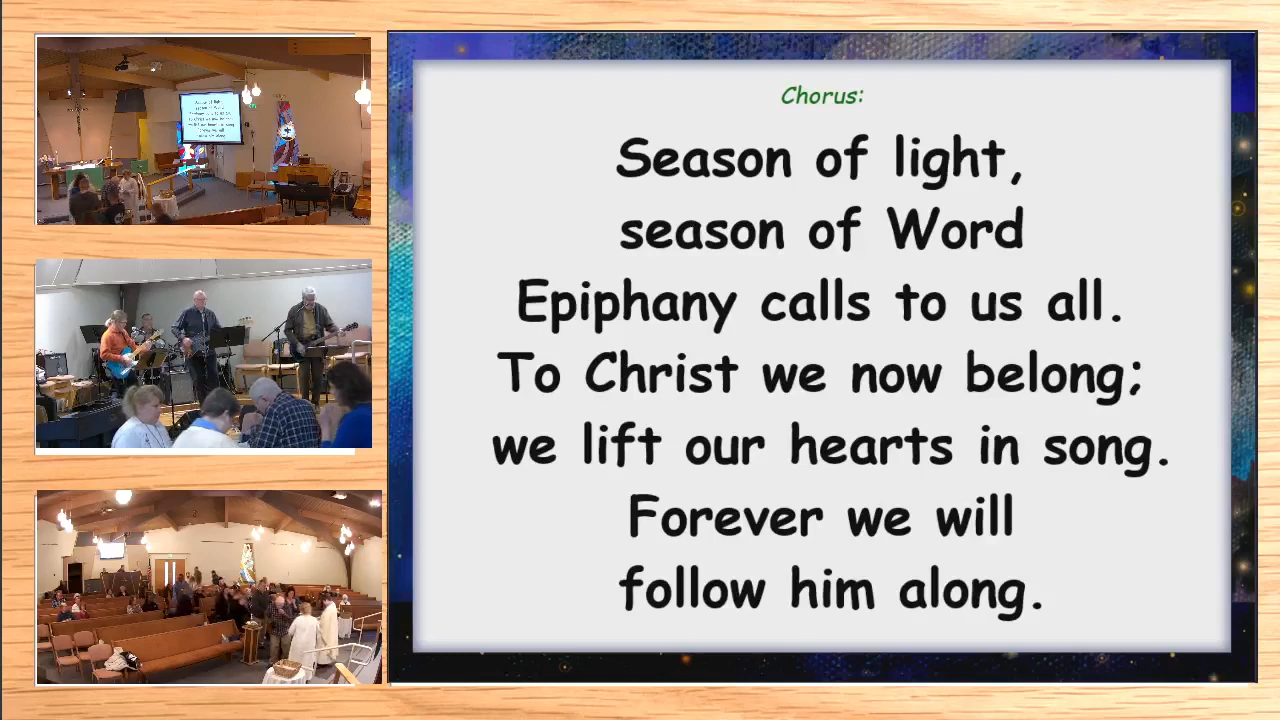 Chorus:
Season of light,
season of Word
Epiphany calls to us all.
To Christ we now belong;
we lift our hearts in song.
Forever we will
follow him along.